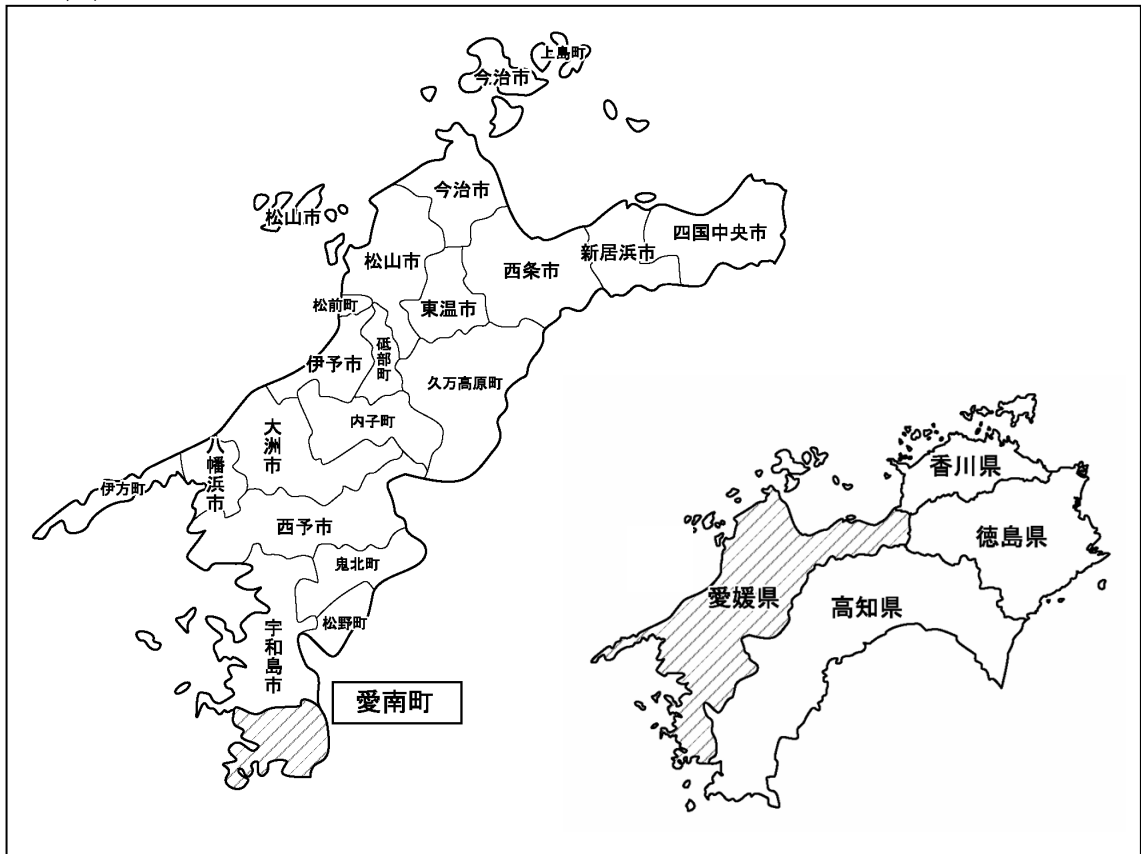 上島町
今治市
今治市
松山市
松山市
西条市
新居浜市
四国中央市
東温市
松前町
伊予市
砥部町
久万高原町
内子町
大洲市
八幡浜市
伊方町
西予市
鬼北町
松野町
宇和島市
愛南町
香川県
徳島県
愛媛県
高知県